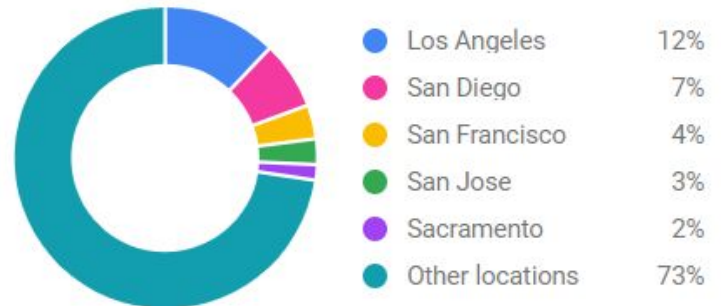 Los Angeles 12%
San Diego 7%
San Francisco 4%
San Jose 3%
Sacramento 2%
Other locations 73%